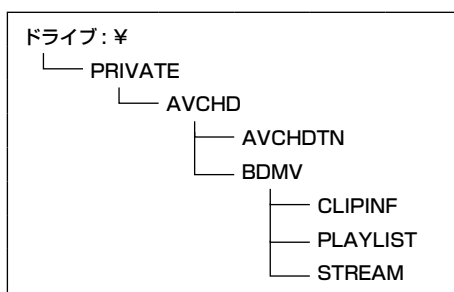 ドライブ:¥
PRIVATE
AVCHD
AVCHDTN
BDMV
CLIPINF
PLAYLIST
STREAM